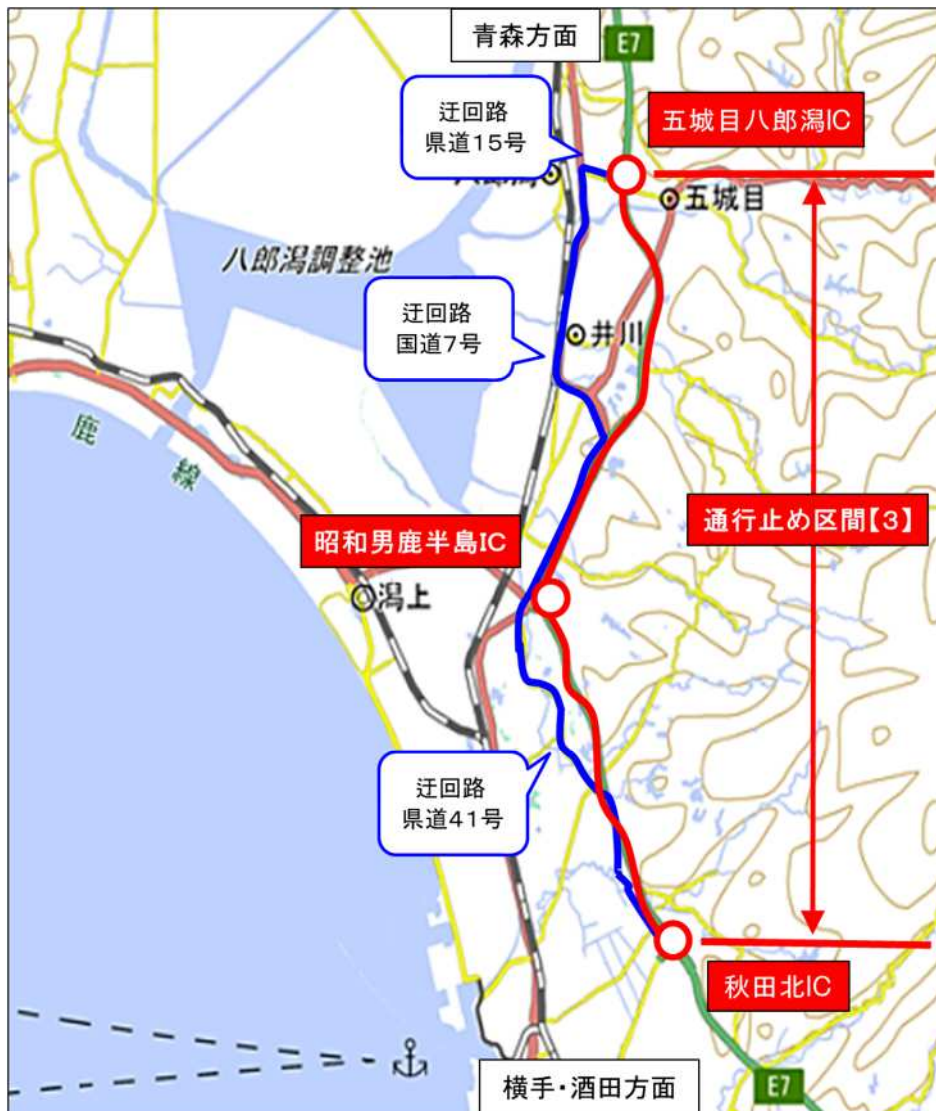 青森方面
E7
迂回路
県道15号
五城目八郎潟IC
五城目
八郎潟調整池
迂回路
国道7号
井川
鹿
線
通行止め区間【3】
昭和男鹿半島IC
潟上
迂回路
県道41号
秋田北IC
横手・酒田方面
E7